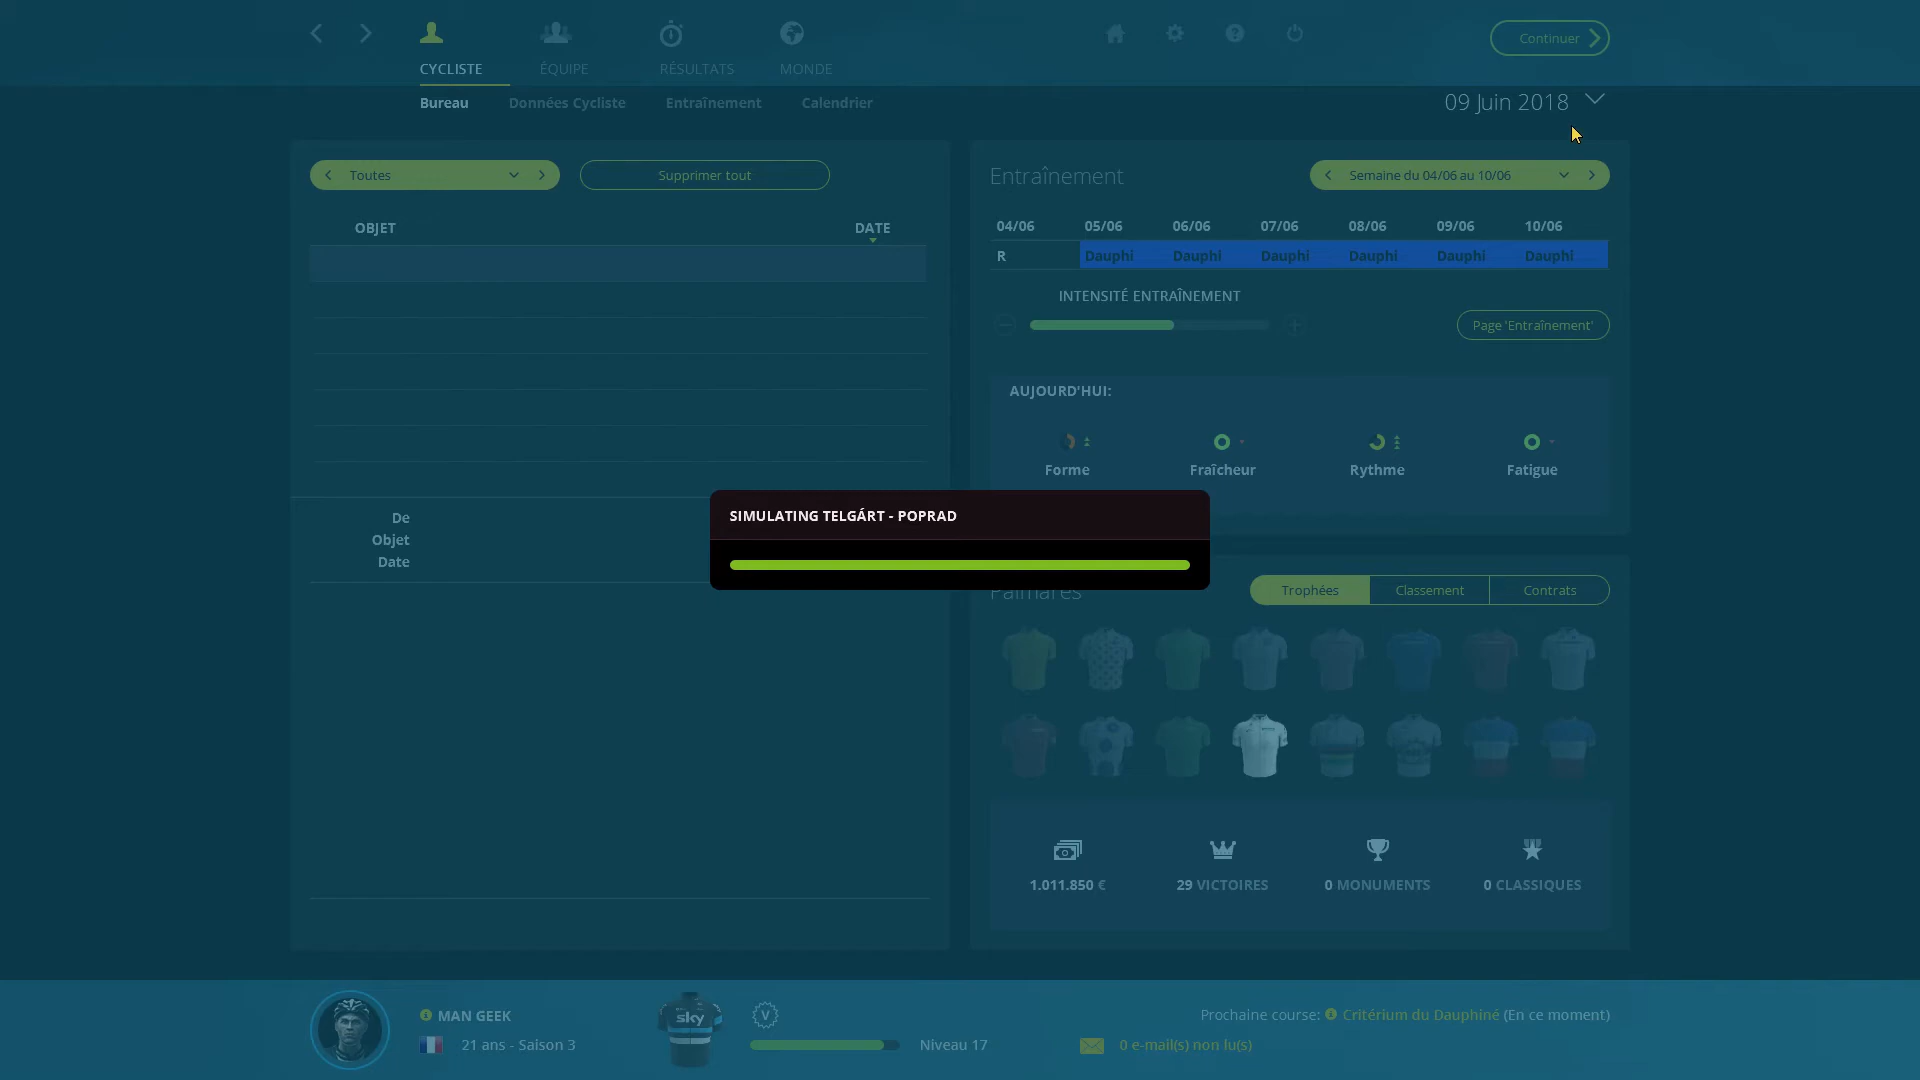 Continuer
CYCLISTE
ÉQUIPE
RÉSULTATS
MONDE
Bureau
Données Cycliste
Entraînement
Calendrier
09 Juin 2018
Toutes
Supprimer tout
OBJET
DATE
De
Objet
Date
Entraînement
Semaine du 04/06 au 10/06
04/06 05/06 06/06 07/06 08/06 09/06 10/06
R Dauphi Dauphi Dauphi Dauphi Dauphi Dauphi
INTENSITÉ ENTRAÎNEMENT
Page 'Entraînement'
AUJOURD'HUI:
Forme
Fraîcheur
Rythme
Fatigue
SIMULATING TELGÁRT - POPRAD
Palmarès
Trophées
Classement
Contrats
1.011.850 €
29 VICTOIRES
0 MONUMENTS
0 CLASSIQUES
MAN GEEK
21 ans - Saison 3
sky
V
Niveau 17
Prochaine course: Critérium du Dauphiné (En ce moment)
0 e-mail(s) non lu(s)